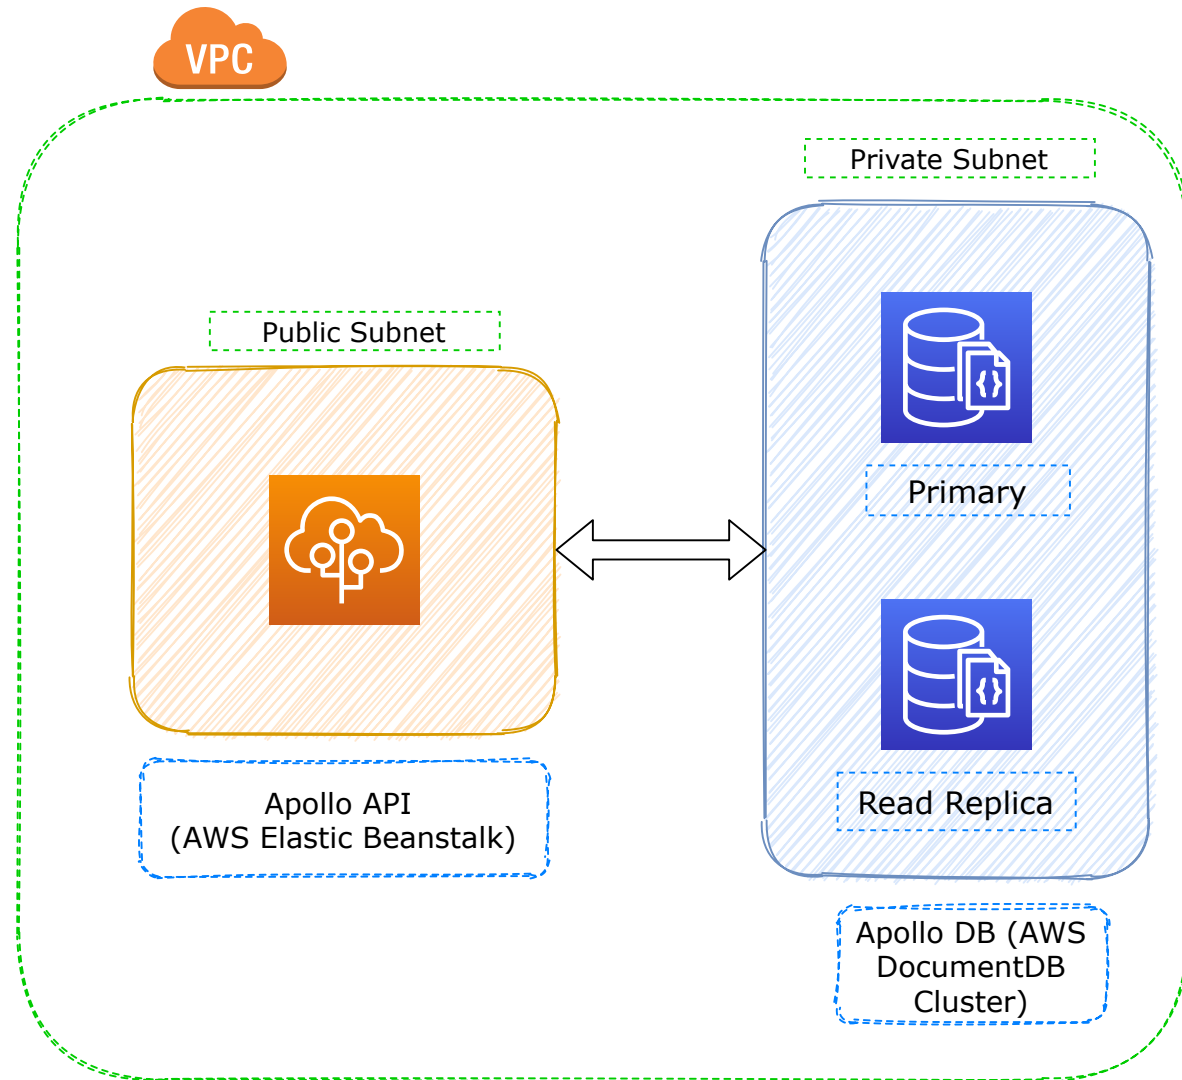 VPC
Private Subnet
Public Subnet
Primary
Read Replica
Apollo API
(AWS Elastic Beanstalk)
Apollo DB (AWS
DocumentDB
Cluster)